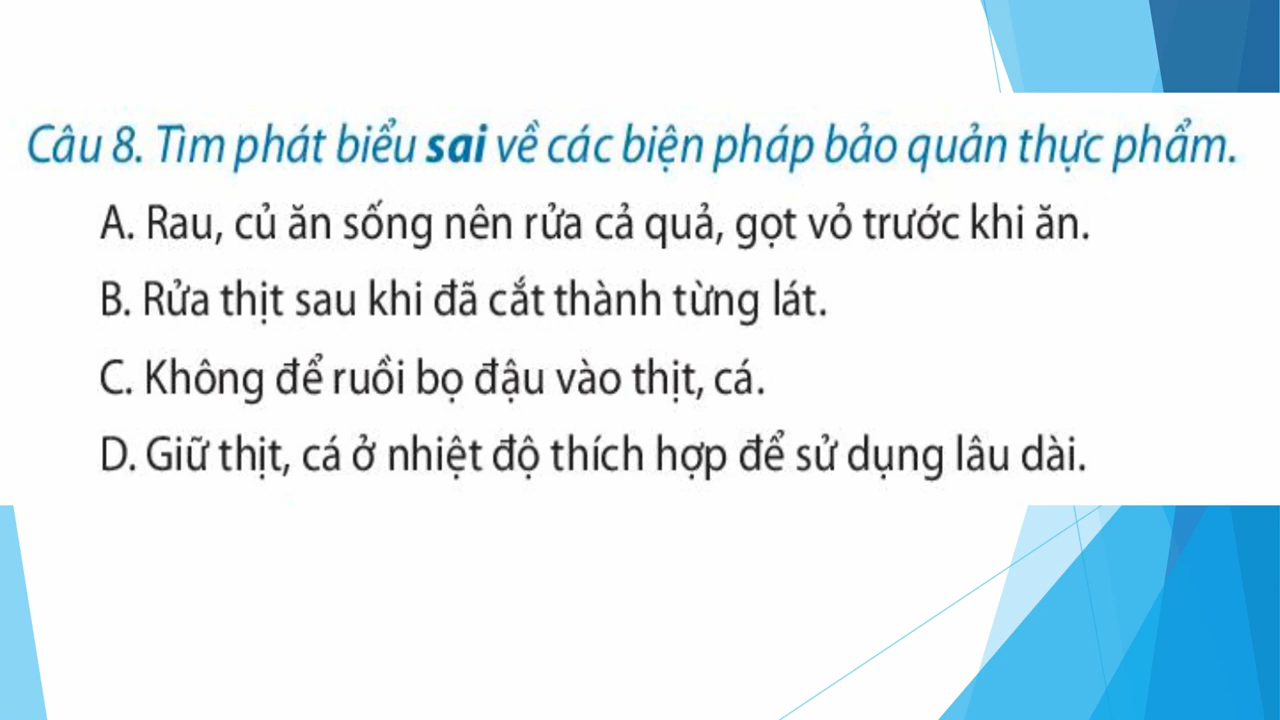 Câu 8. Tìm phát biểu sai về các biện pháp bảo quản thực phẩm.
A. Rau, củ ăn sống nên rửa cả quả, gọt vỏ trước khi ăn.
B. Rửa thịt sau khi đã cắt thành từng lát.
C. Không để ruồi bọ đậu vào thịt, cá.
D. Giữ thịt, cá ở nhiệt độ thích hợp để sử dụng lâu dài.